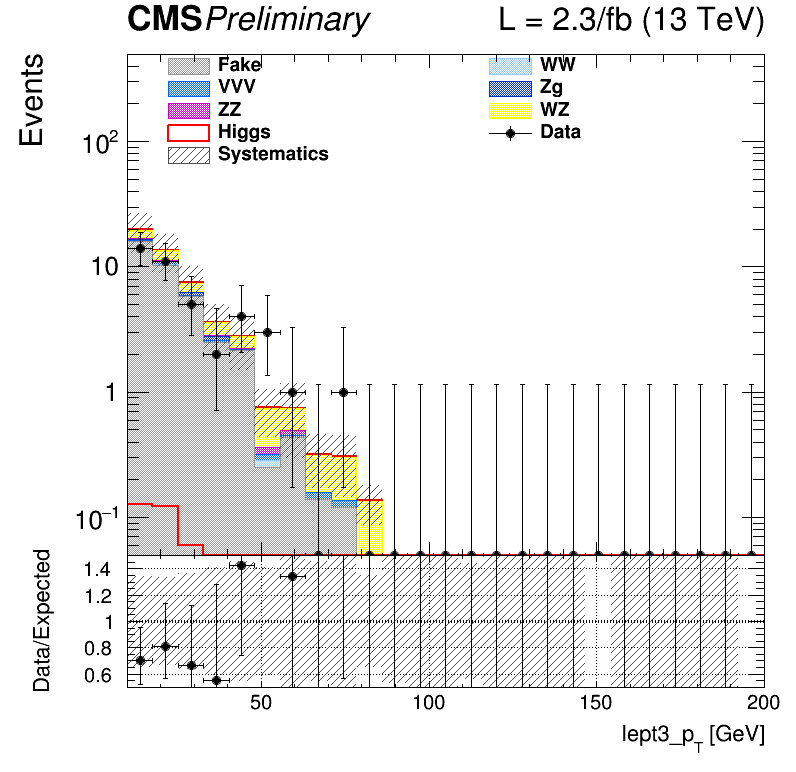 CMS Preliminary L = 2.3/fb (13 TeV)
Events
Fake WW
VVV Zg
ZZ WZ
Higgs Data
Systematics
10²
10
1
10⁻¹
Data/Expected
1.4
1.2
1
0.8
0.6
50 100 150 200
lept3_p_T [GeV]